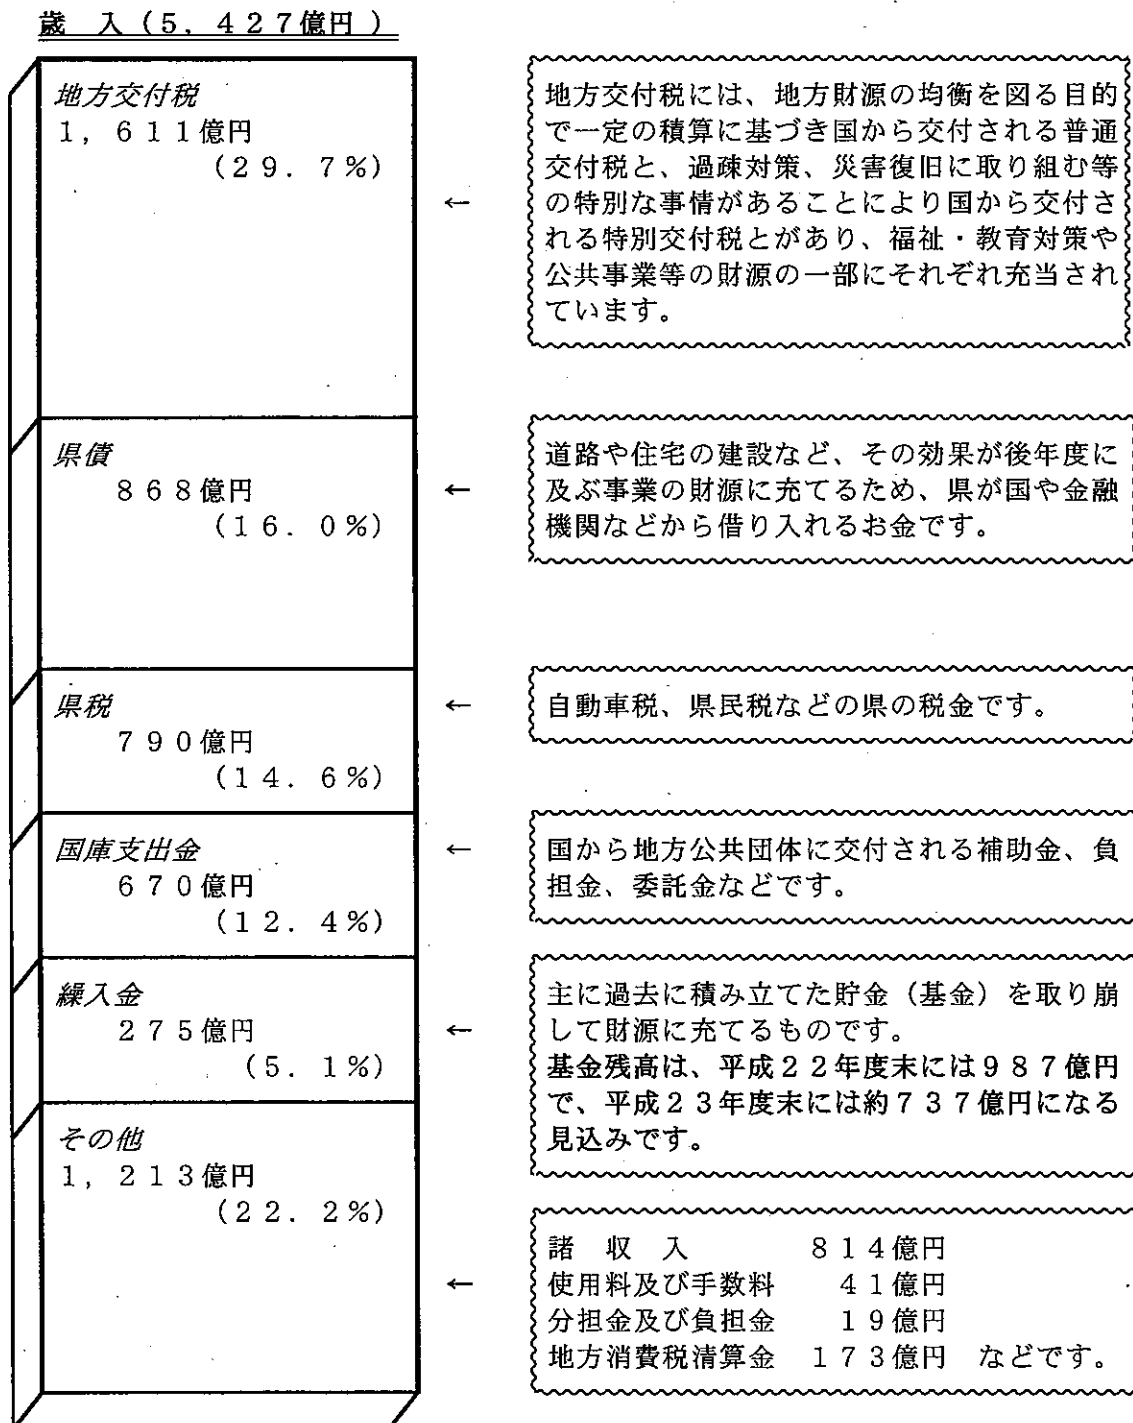 歳　入（5，427億円）
地方交付税
1，611億円
（29．7%）
←
地方交付税には、地方財源の均衡を図る目的
で一定の積算に基づき国から交付される普通
交付税と、過疎対策、災害復旧に取り組む等
の特別な事情があることにより国から交付さ
れる特別交付税とがあり、福祉・教育対策や
公共事業等の財源の一部にそれぞれ充当され
ています。
県債
868億円
（16．0%）
←
道路や住宅の建設など、その効果が後年度に
及ぶ事業の財源に充てるため、県が国や金融
機関などから借り入れるお金です。
県税
790億円
（14．6%）
←
自動車税、県民税などの県の税金です。
国庫支出金
670億円
（12．4%）
←
国から地方公共団体に交付される補助金、負
担金、委託金などです。
繰入金
275億円
（5．1%）
←
主に過去に積み立てた貯金（基金）を取り崩
して財源に充てるものです。
基金残高は、平成22年度末には987億円
で、平成23年度末には約737億円になる
見込みです。
その他
1，213億円
（22．2%）
←
諸　収　入　　　814億円
使用料及び手数料　　41億円
分担金及び負担金　　19億円
地方消費税清算金　173億円　などです。